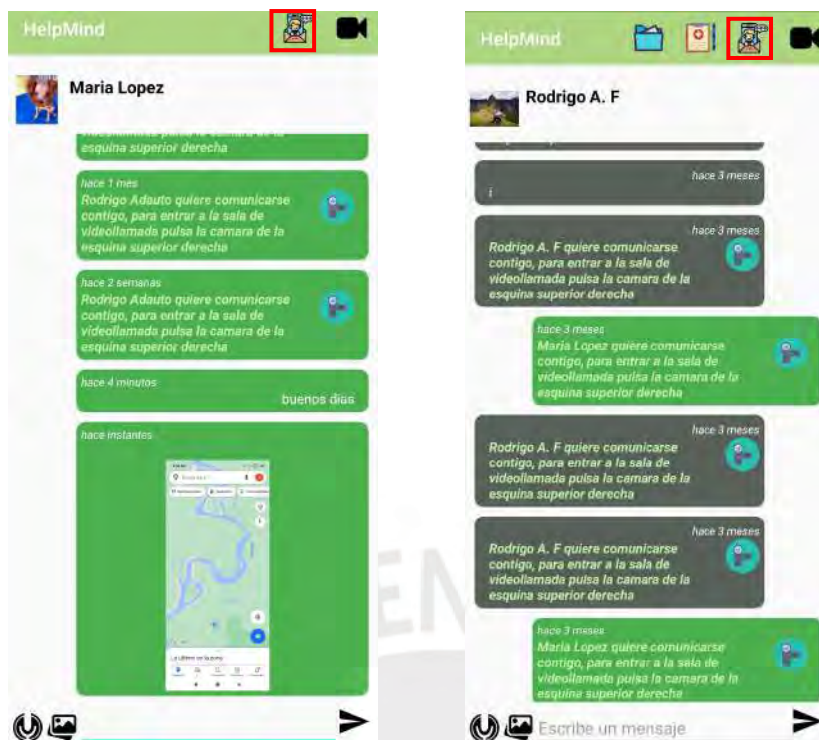 HelpMind
Maria Lopez
esquina superior derecha
hace 1 mes
Rodrigo Adauto quiere comunicarse
contigo, para entrar a la sala de
videollamada pulsa la camara de la
esquina superior derecha
hace 2 semanas
Rodrigo Adauto quiere comunicarse
contigo, para entrar a la sala de
videollamada pulsa la camara de la
esquina superior derecha
hace 4 minutos
buenos dias
hace instantes
HelpMind
Rodrigo A. F
hace 3 meses
i
hace 3 meses
Rodrigo A. F quiere comunicarse
contigo, para entrar a la sala de
videollamada pulsa la camara de la
esquina superior derecha
hace 3 meses
Maria Lopez quiere comunicarse
contigo, para entrar a la sala de
videollamada pulsa la camara de la
esquina superior derecha
hace 3 meses
Rodrigo A. F quiere comunicarse
contigo, para entrar a la sala de
videollamada pulsa la camara de la
esquina superior derecha
hace 3 meses
Rodrigo A. F quiere comunicarse
contigo, para entrar a la sala de
videollamada pulsa la camara de la
esquina superior derecha
hace 3 meses
Maria Lopez quiere comunicarse
contigo, para entrar a la sala de
videollamada pulsa la camara de la
esquina superior derecha
Escribe un mensaje